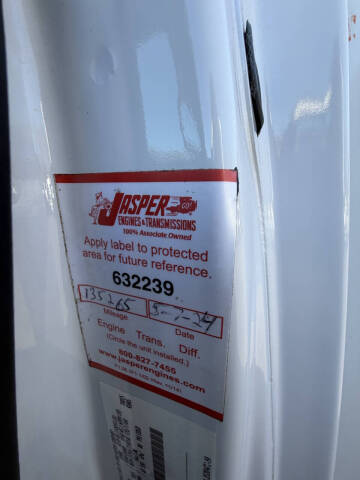 JASPER
ENGINES & TRANSMISSIONS
100% Associate Owned
Apply label to protected
area for future reference.
632239
135265 5-7-24
Mileage Date
Engine Trans. Diff.
(Circle the unit installed.)
800-827-7455
www.jasperengines.com